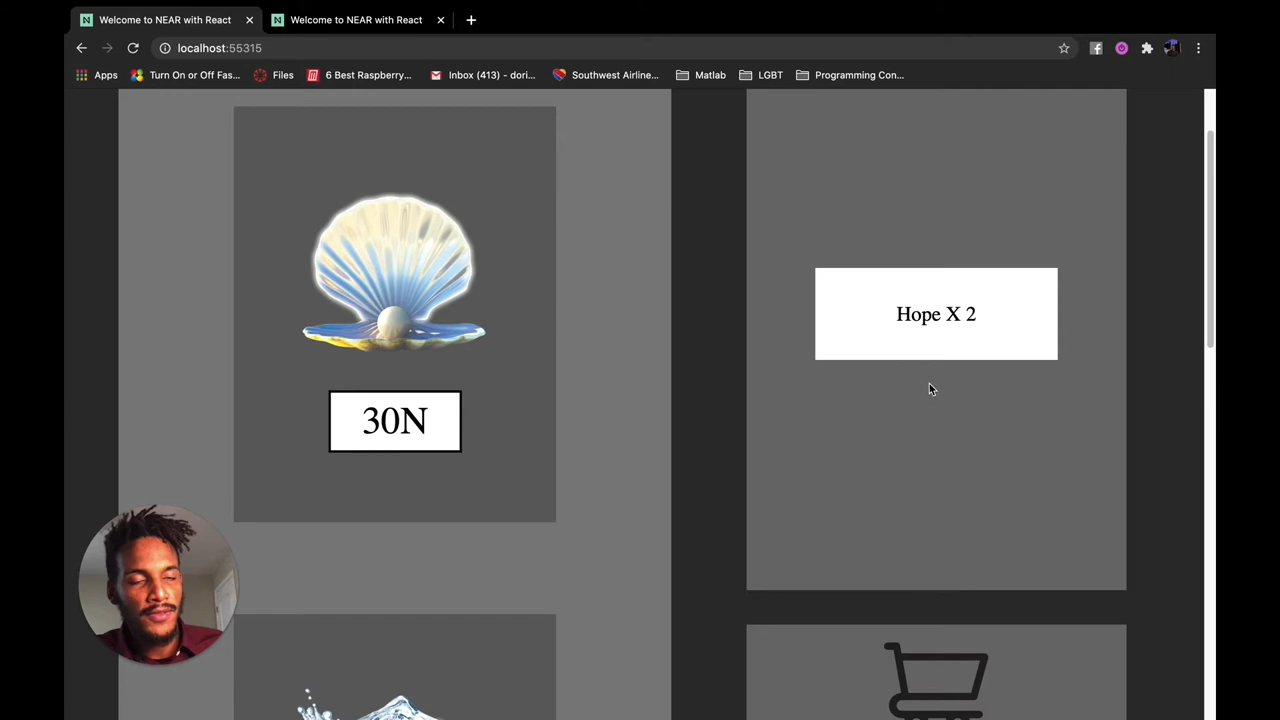 Welcome to NEAR with React
Welcome to NEAR with React
localhost:55315
Apps
Turn On or Off Fas...
Files
6 Best Raspberry...
Inbox (413) - dori...
Southwest Airline...
Matlab
LGBT
Programming Con...
30N
Hope X 2